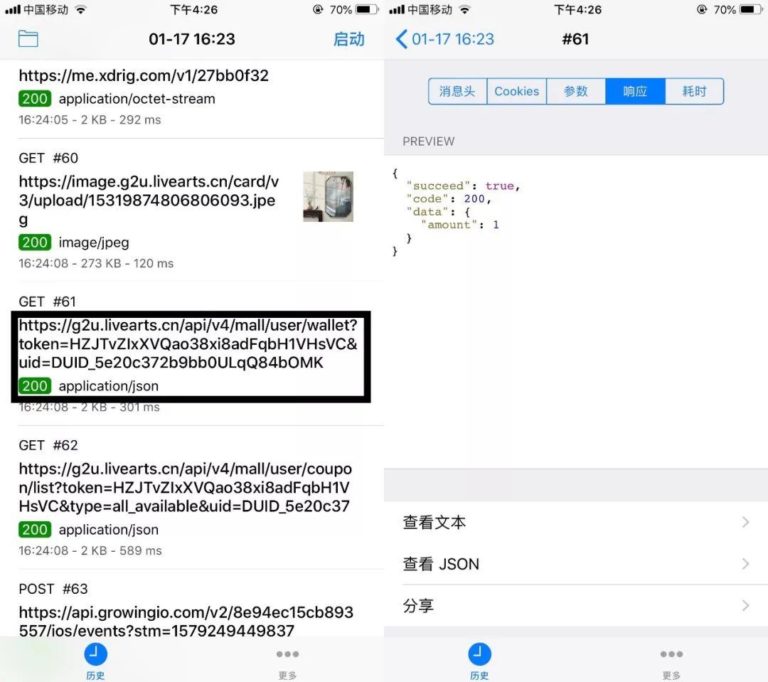 中国移动
下午4:26
70%
01-17 16:23
启动
https://me.xdrig.com/v1/27bb0f32
200 application/octet-stream
16:24:05 - 2 KB - 292 ms
GET #60
https://image.g2u.livearts.cn/card/v
3/upload/15319874806806093.jpe
g
200 image/jpeg
16:24:08 - 273 KB - 120 ms
GET #61
https://g2u.livearts.cn/api/v4/mall/user/wallet?
token=HZJTvZIxXVQao38xi8adFqbH1VHsVC&
uid=DUID_5e20c372b9bb0ULqQ84bOMK
200 application/json
16:24:08 - 2 KB - 301 ms
GET #62
https://g2u.livearts.cn/api/v4/mall/user/coupo
n/list?token=HZJTvZIxXVQao38xi8adFqbH1V
HsVC&type=all_available&uid=DUID_5e20c37
200 application/json
16:24:08 - 2 KB - 589 ms
POST #63
https://api.growingio.com/v2/8e94ec15cb893
557/ios/events?stm=1579249449837
历史
更多
中国移动
下午4:26
70%
01-17 16:23
#61
消息头
Cookies
参数
响应
耗时
PREVIEW
{
"succeed": true,
"code": 200,
"data": {
"amount": 1
}
}
查看文本
查看 JSON
分享
历史
更多